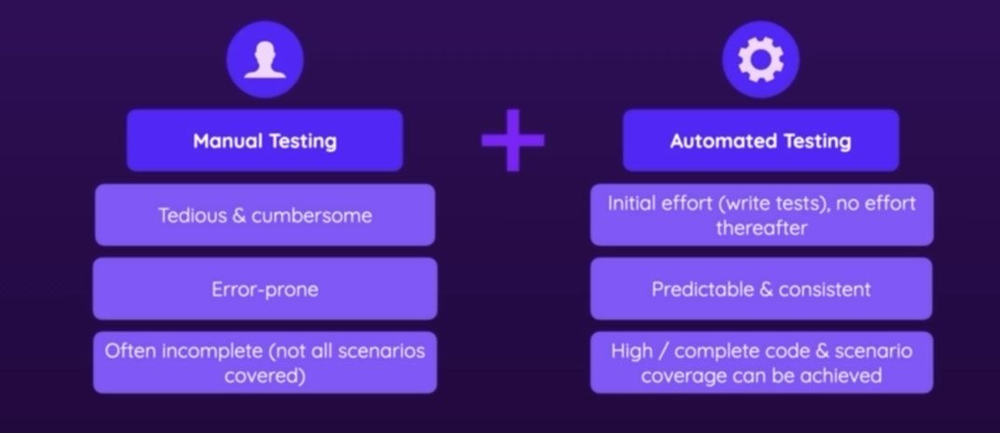 Manual Testing
Tedious & cumbersome
Error-prone
Often incomplete (not all scenarios
covered)
Automated Testing
Initial effort (write tests), no effort
thereafter
Predictable & consistent
High / complete code & scenario
coverage can be achieved